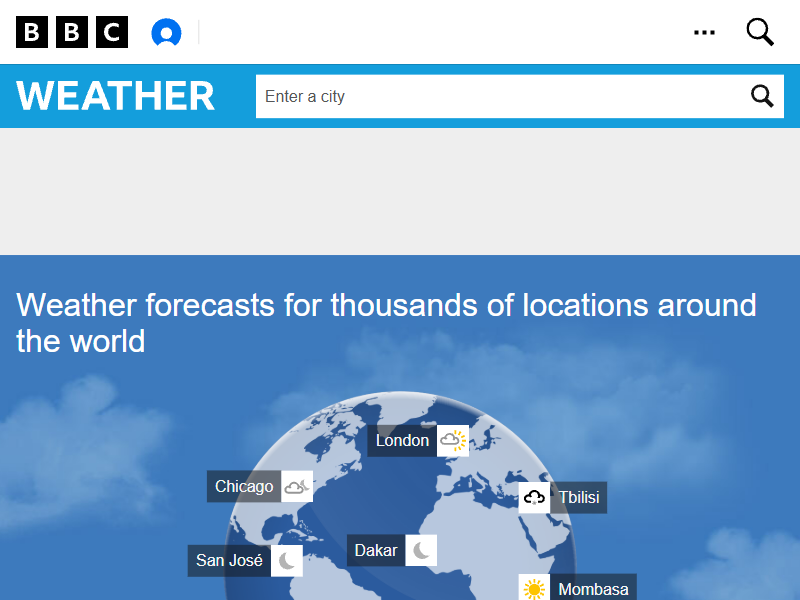 BBC
WEATHER
Enter a city
Weather forecasts for thousands of locations around
the world
London
Chicago
Tbilisi
Dakar
San José
Mombasa